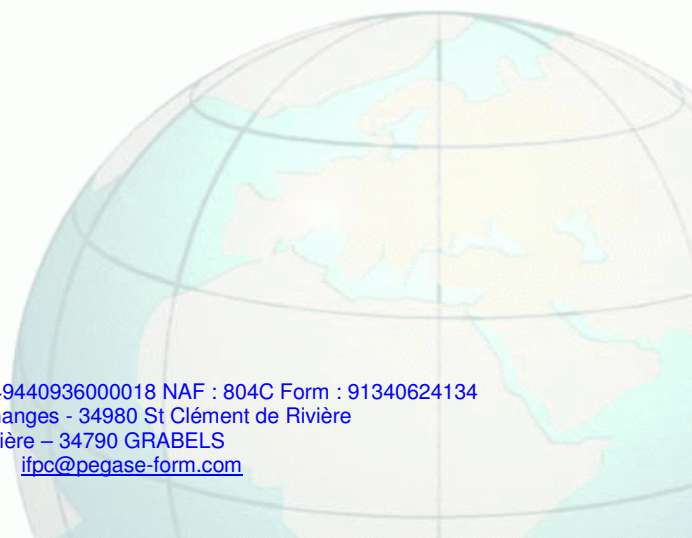 9440936000018 NAF : 804C Form : 91340624134
anges - 34980 St Clément de Rivière
ière – 34790 GRABELS
ifpc@pegase-form.com